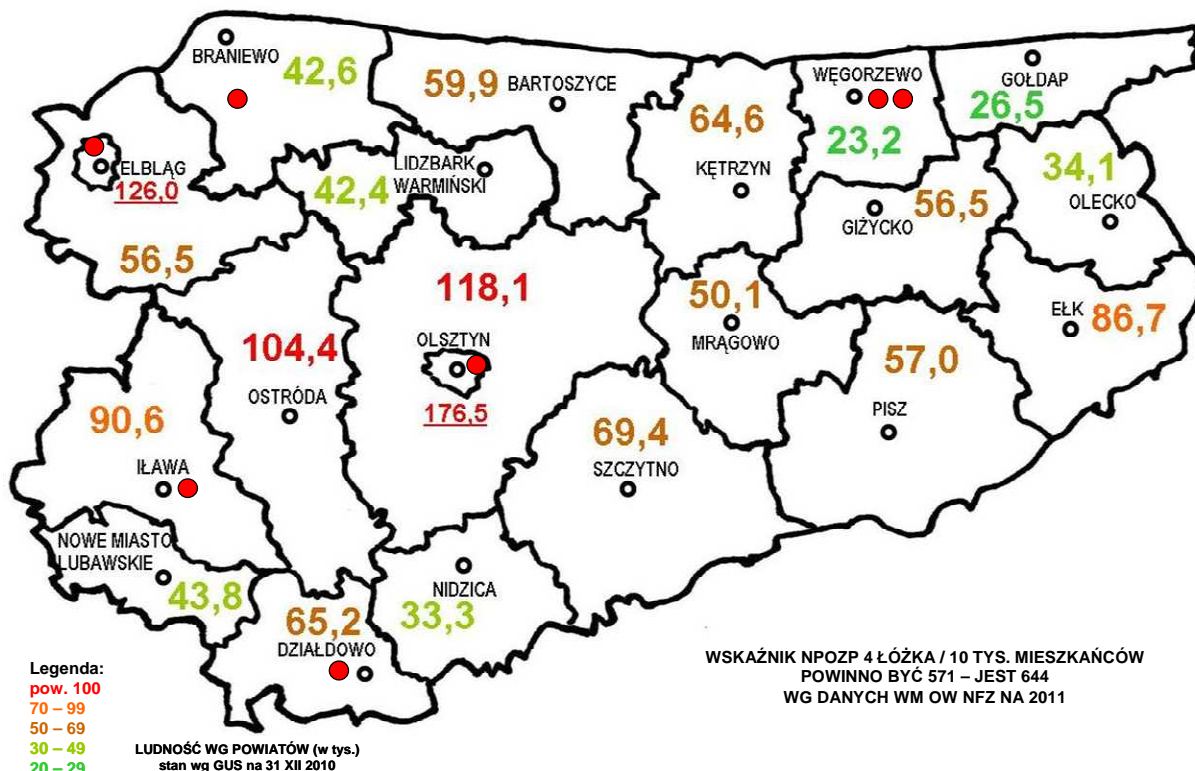 BRANIEWO
42,6
59,9
BARTOSZYCE
WĘGORZEWO
23,2
GOŁDAP
26,5
64,6
KĘTRZYN
ELBLĄG
126,0
56,5
42,4
LIDZBARK
WARMIŃSKI
56,5
GIŻYCKO
34,1
OLECKO
118,1
OLSZTYN
176,5
50,1
MRĄGOWO
EŁK
86,7
104,4
OSTRÓDA
57,0
PISZ
90,6
IŁAWA
69,4
SZCZYTNO
NOWE MIASTO
LUBAWSKIE
43,8
NIDZICA
33,3
65,2
DZIAŁDOWO
WSKAŹNIK NPOZP 4 ŁÓŻKA / 10 TYS. MIESZKAŃCÓW
POWINNO BYĆ 571 – JEST 644
WG DANYCH WM OW NFZ NA 2011
Legenda:
pow. 100
70 – 99
50 – 69
30 – 49
20 – 29
LUDNOŚĆ WG POWIATÓW (w tys.)
stan wg GUS na 31 XII 2010